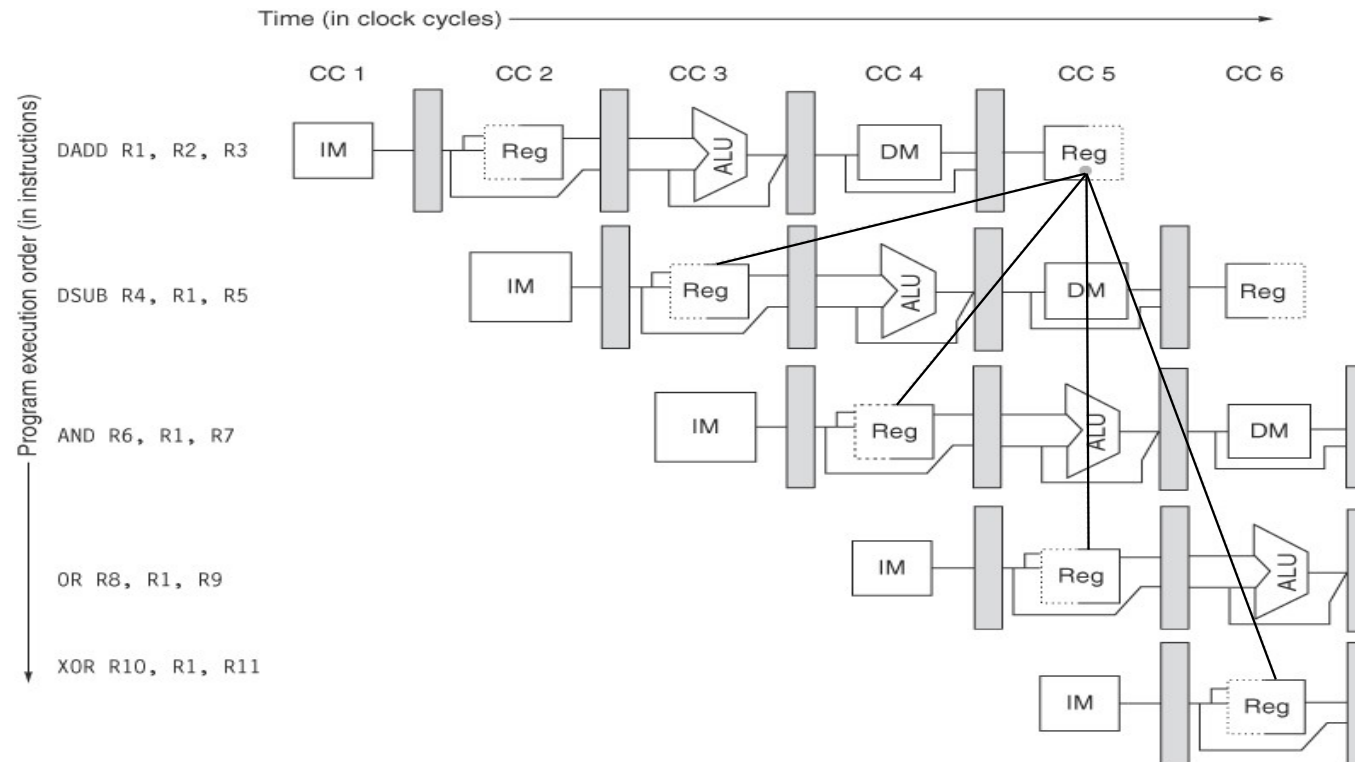 Time (in clock cycles)
CC 1 CC 2 CC 3 CC 4 CC 5 CC 6
Program execution order (in instructions)
DADD R1, R2, R3 IM Reg ALU DM Reg
DSUB R4, R1, R5 IM Reg ALU DM Reg
AND R6, R1, R7 IM Reg ALU DM
OR R8, R1, R9 IM Reg ALU
XOR R10, R1, R11 IM Reg